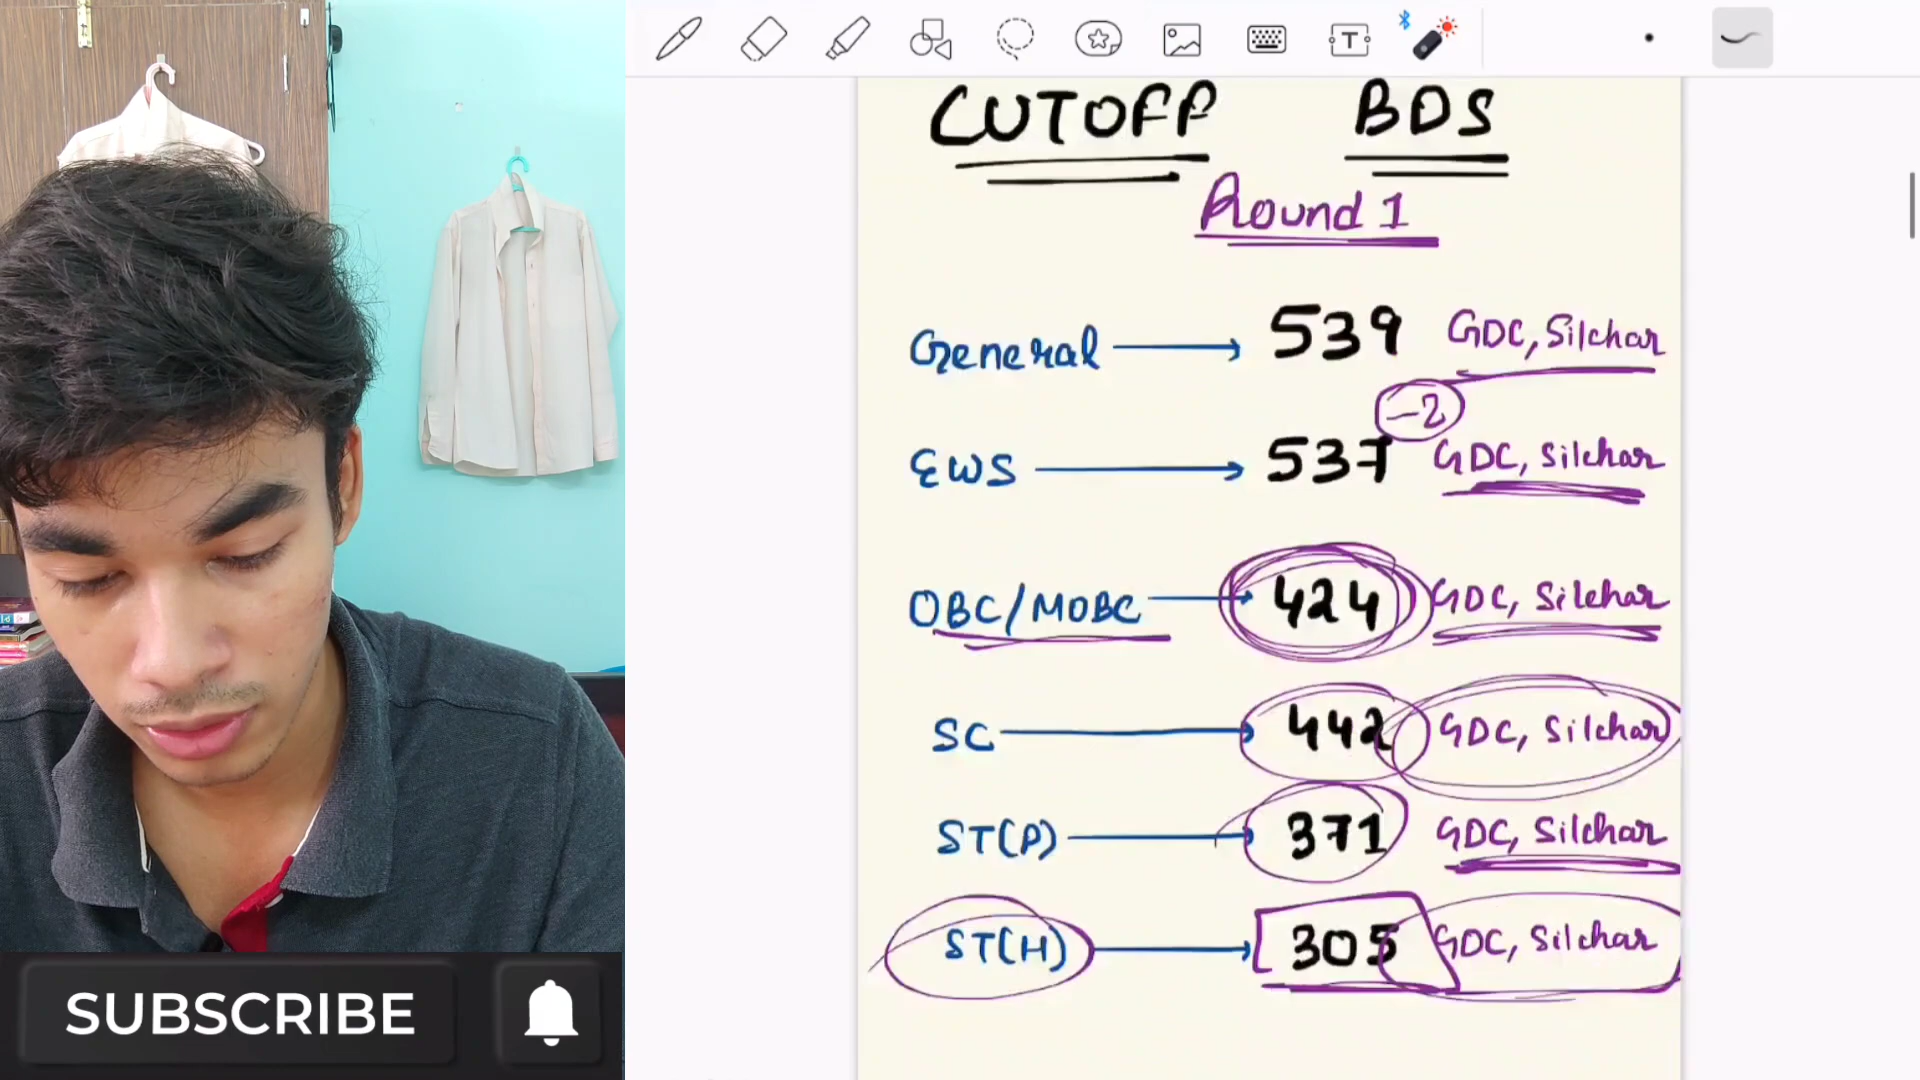 CUTOFF BDS
Round 1
General 539 GDC, Silchar
-2
EWS 537 GDC, Silchar
OBC/MOBC 424 GDC, Silchar
SC 442 GDC, Silchar
ST(P) 371 GDC, Silchar
ST(H) 305 GDC, Silchar
SUBSCRIBE